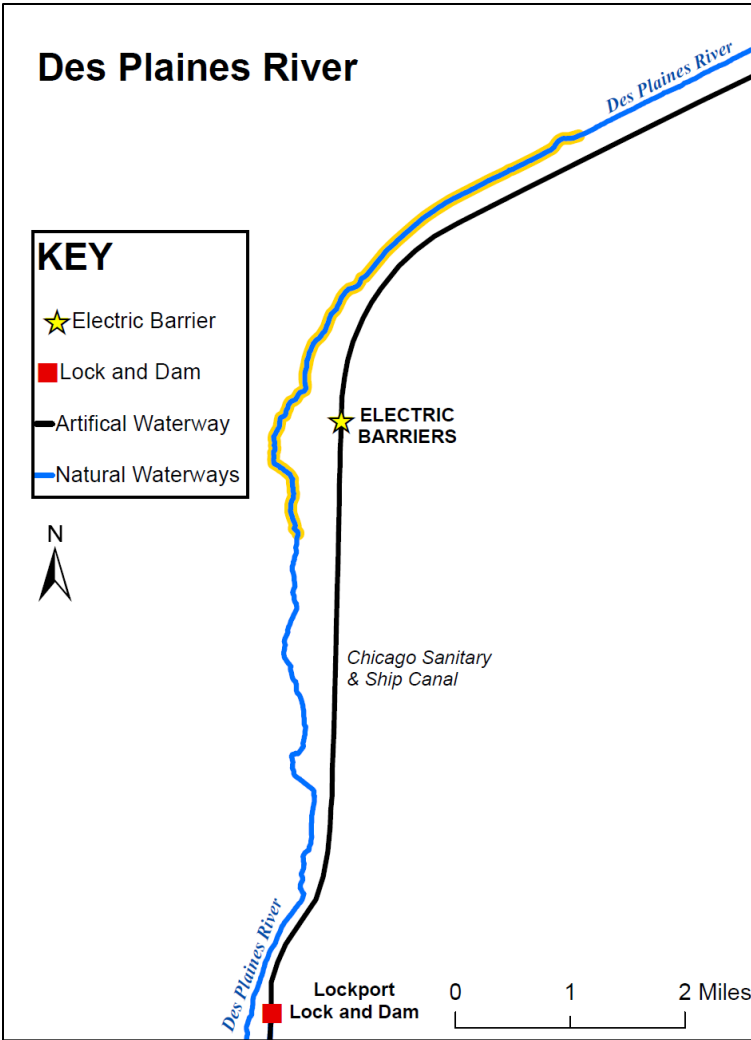 Des Plaines River
Des Plaines River
KEY
Electric Barrier
Lock and Dam
Artifical Waterway
Natural Waterways
ELECTRIC
BARRIERS
N
Chicago Sanitary
& Ship Canal
Des Plaines River
Lockport
Lock and Dam
0 1 2 Miles